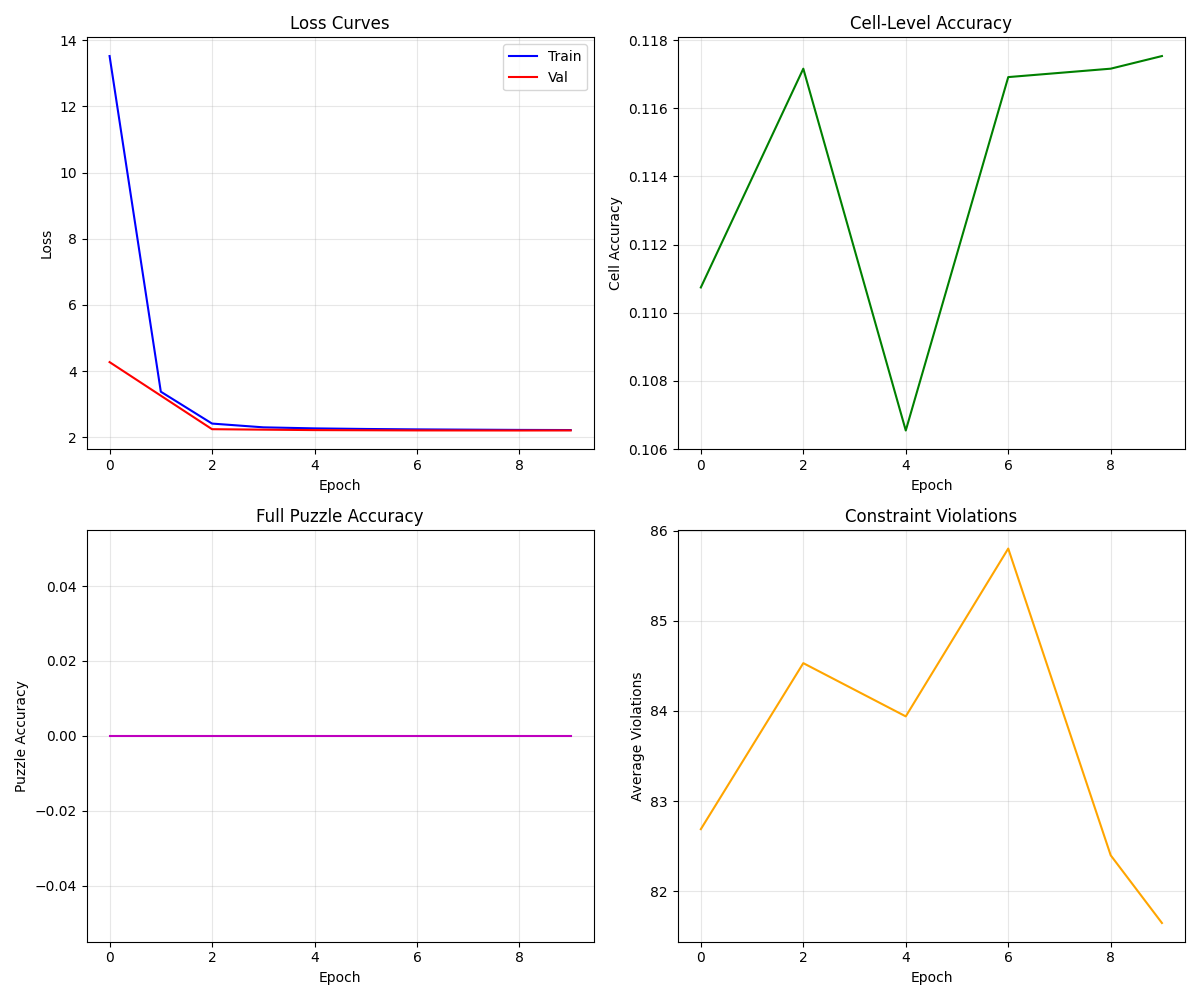 Loss Curves
14
12
10
8
6
4
2
Loss
Train
Val
0 2 4 6 8
Epoch
Cell-Level Accuracy
0.118
0.116
0.114
0.112
0.110
0.108
0.106
Cell Accuracy
0 2 4 6 8
Epoch
Full Puzzle Accuracy
0.04
0.02
0.00
−0.02
−0.04
Puzzle Accuracy
0 2 4 6 8
Epoch
Constraint Violations
86
85
84
83
82
Average Violations
0 2 4 6 8
Epoch